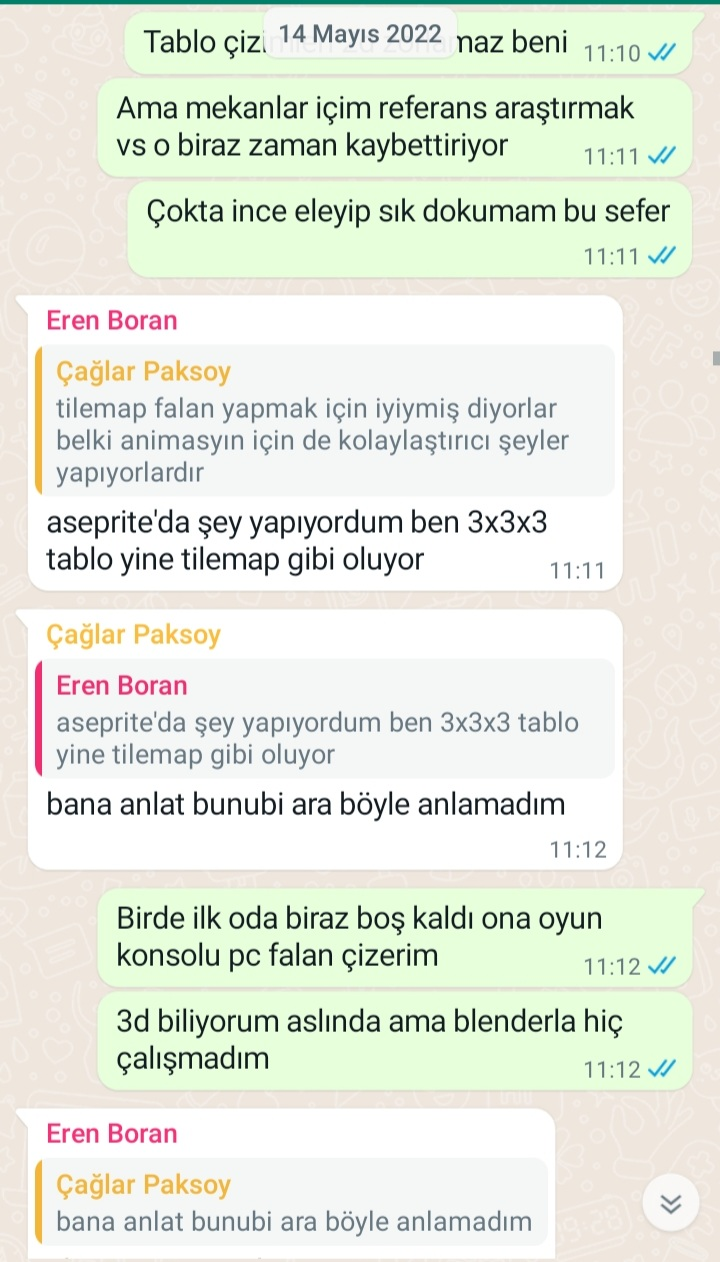 14 Mayıs 2022
Tablo çizi maz beni 11:10
Ama mekanlar içim referans araştırmak
vs o biraz zaman kaybettiriyor 11:11
Çokta ince eleyip sık dokumam bu sefer
11:11
Eren Boran
Çağlar Paksoy
tilemap falan yapmak için iyiymiş diyorlar
belki animasyın için de kolaylaştırıcı şeyler
yapıyorlardır
aseprite'da şey yapıyordum ben 3x3x3
tablo yine tilemap gibi oluyor 11:11
Çağlar Paksoy
Eren Boran
aseprite'da şey yapıyordum ben 3x3x3 tablo
yine tilemap gibi oluyor
bana anlat bunubi ara böyle anlamadım
11:12
Birde ilk oda biraz boş kaldı ona oyun
konsolu pc falan çizerim 11:12
3d biliyorum aslında ama blenderla hiç
çalışmadım 11:12
Eren Boran
Çağlar Paksoy
bana anlat bunubi ara böyle anlamadım